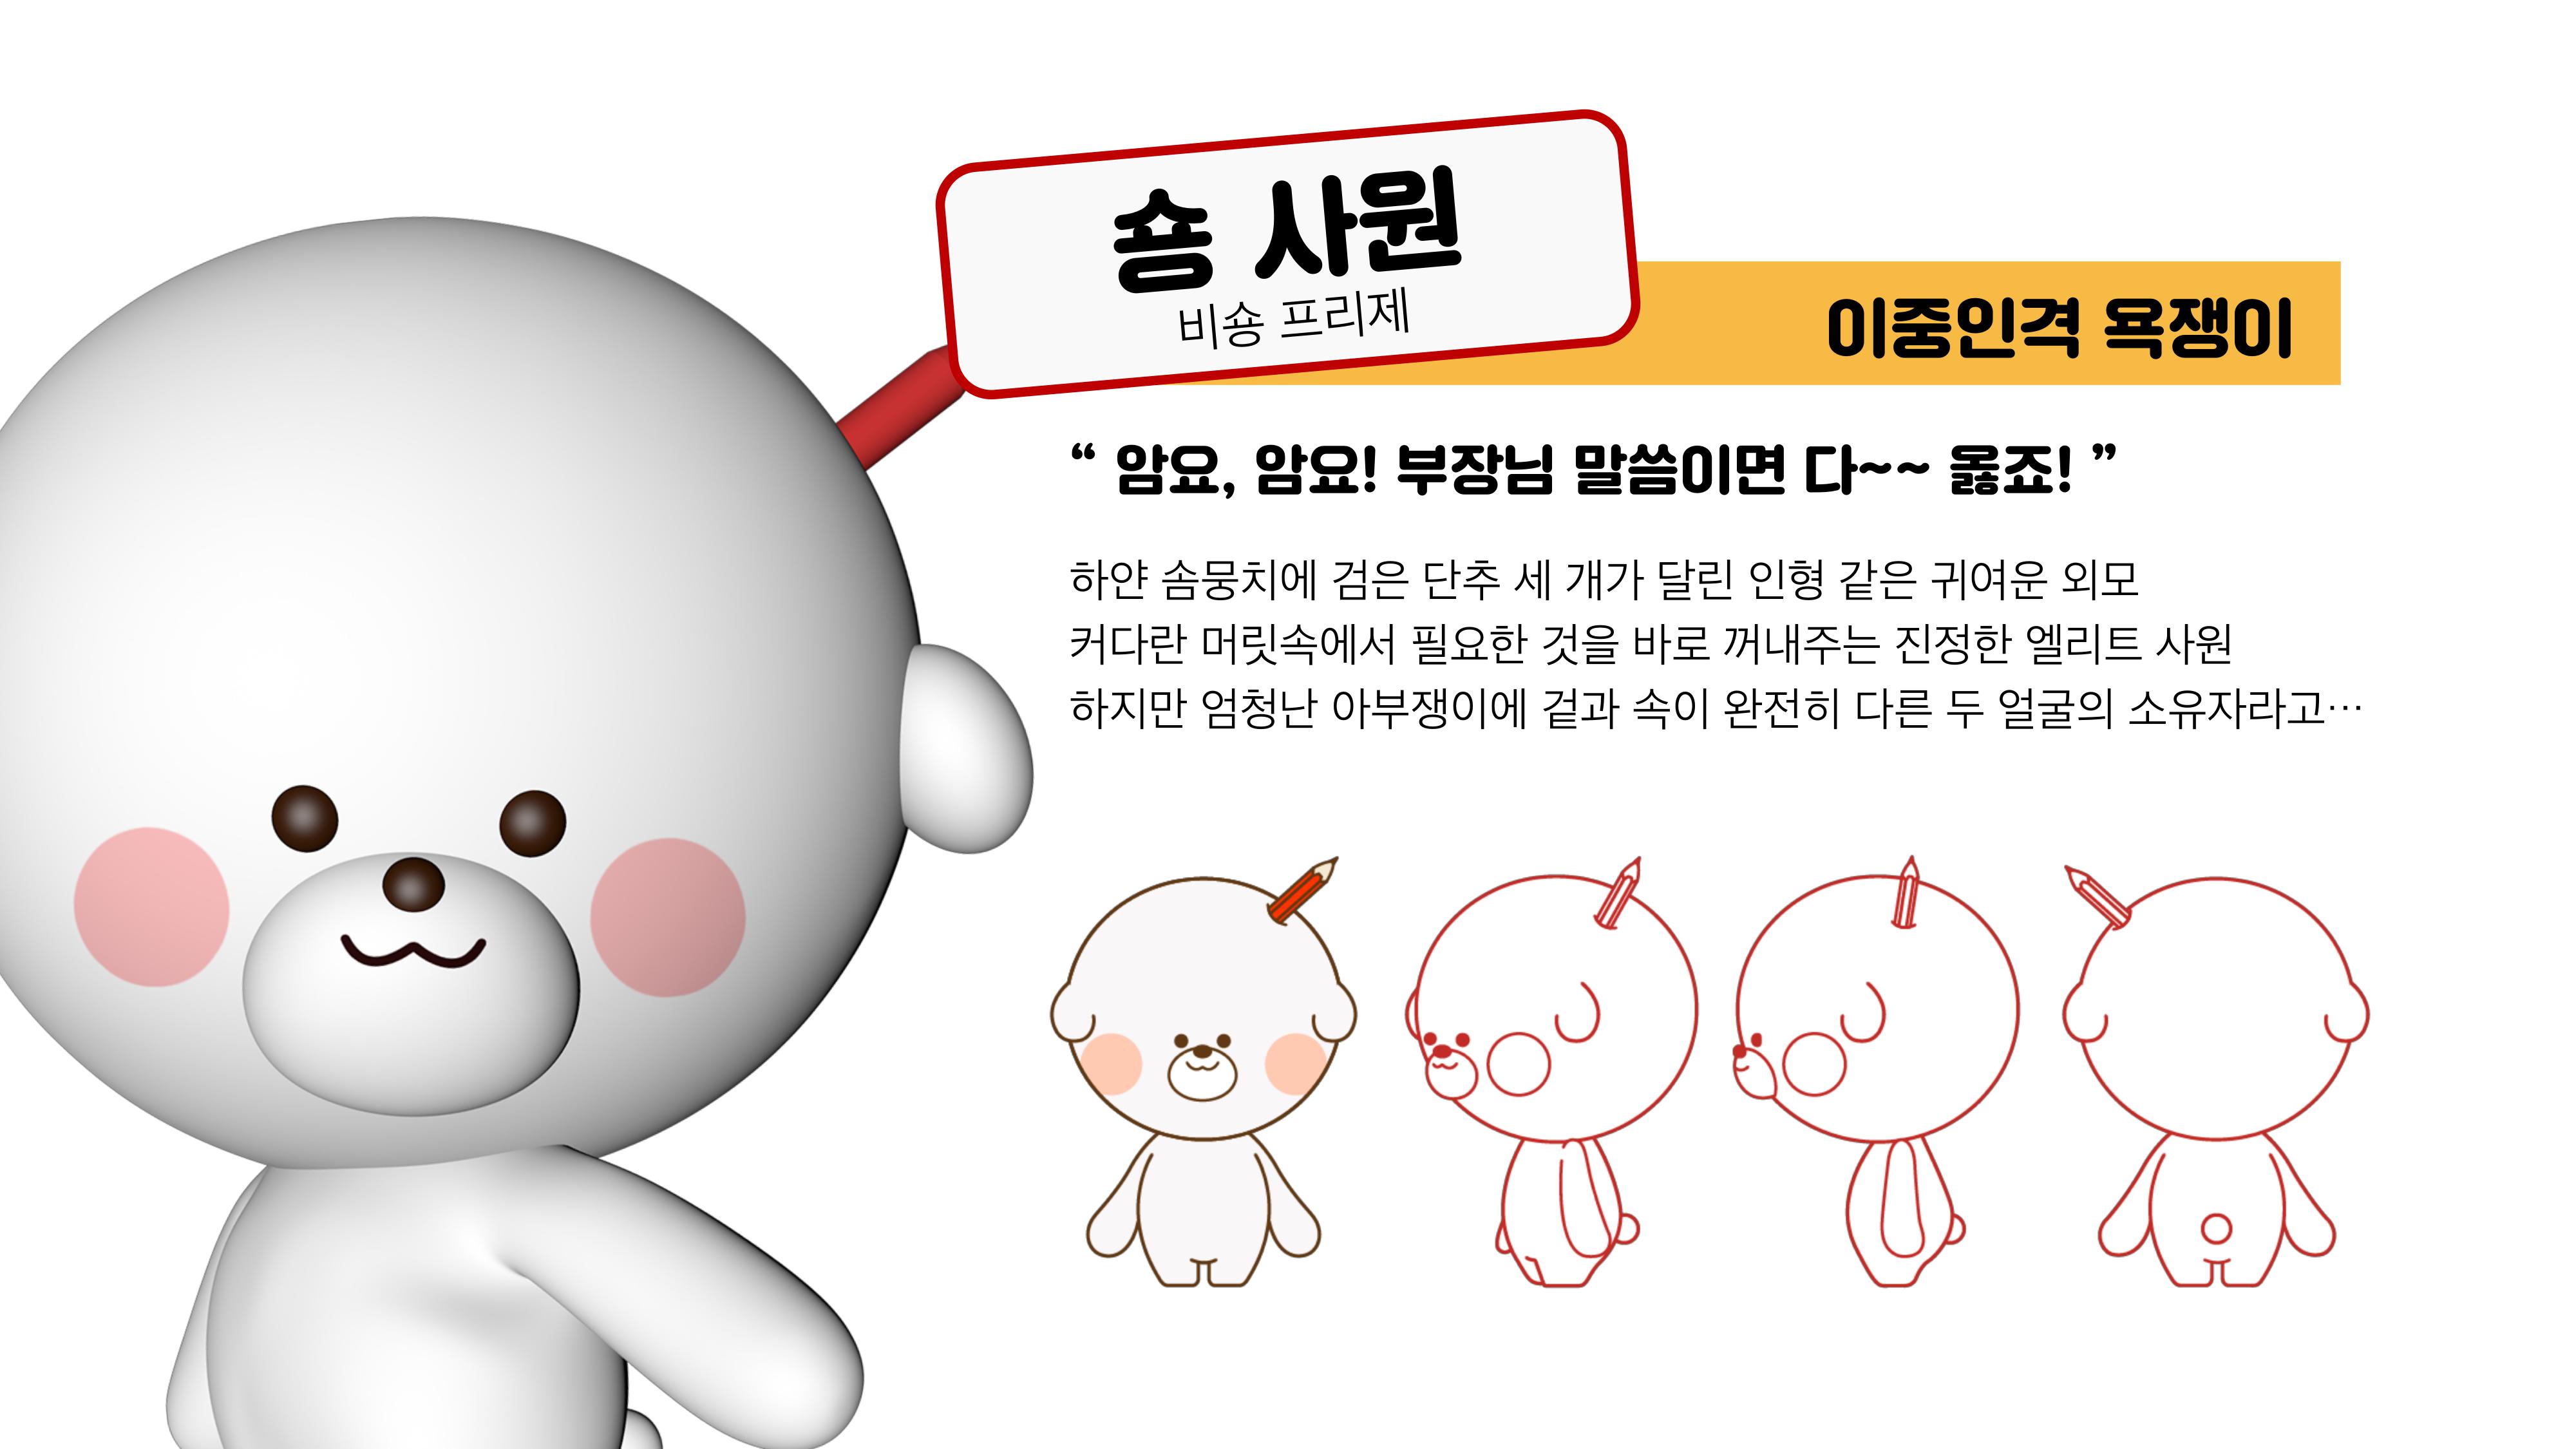 숑 사원
비숑 프리제
이중인격 욕쟁이
“ 암요, 암요! 부장님 말씀이면 다~~ 옳죠! ”
하얀 솜뭉치에 검은 단추 세 개가 달린 인형 같은 귀여운 외모
커다란 머릿속에서 필요한 것을 바로 꺼내주는 진정한 엘리트 사원
하지만 엄청난 아부쟁이에 겉과 속이 완전히 다른 두 얼굴의 소유자라고…